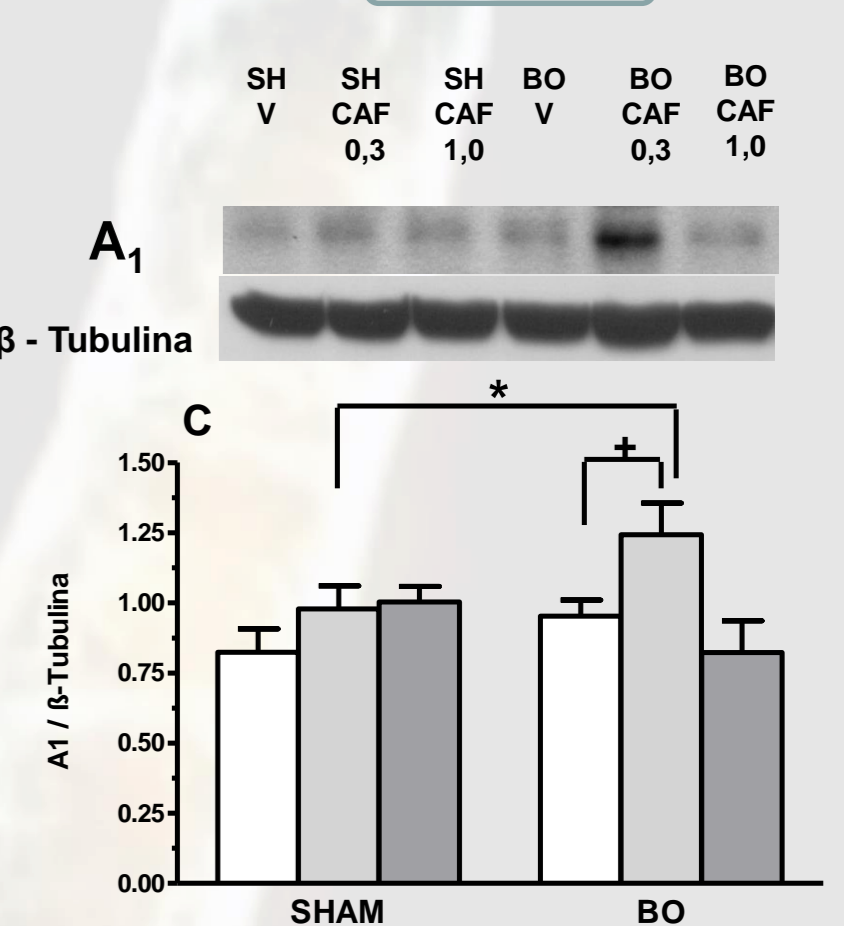 SH SH SH BO BO BO
V CAF CAF V CAF CAF
0,3 1,0 0,3 1,0
A₁
β - Tubulina
*
C
+
1.50
1.25
1.00
0.75
0.50
0.25
0.00
A1 / ß-Tubulina
SHAM BO